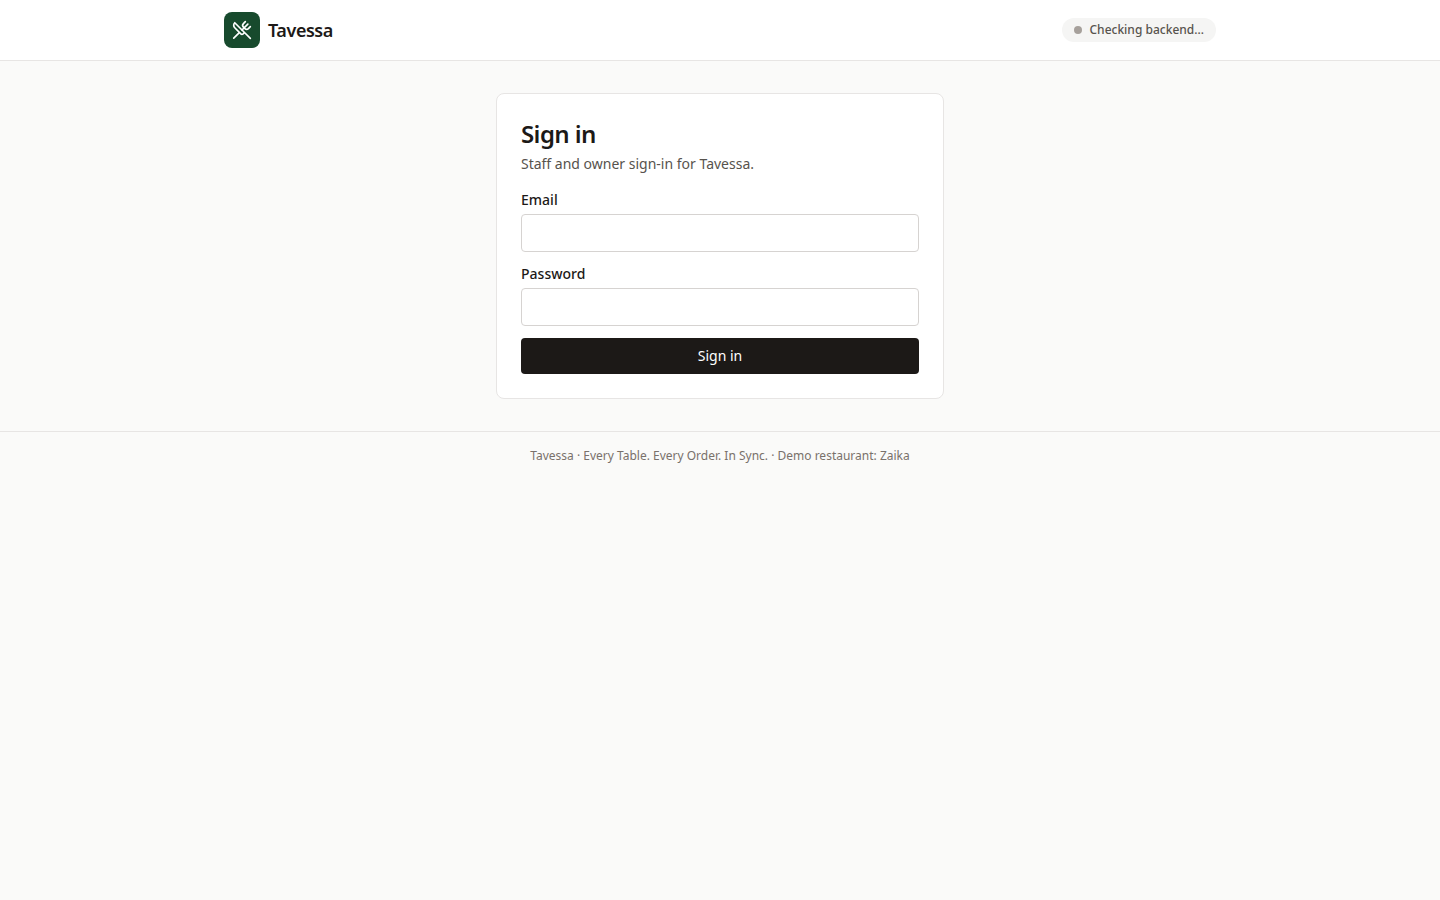 Tavessa
Checking backend...
Sign in
Staff and owner sign-in for Tavessa.
Email
Password
Sign in
Tavessa · Every Table. Every Order. In Sync. · Demo restaurant: Zaika